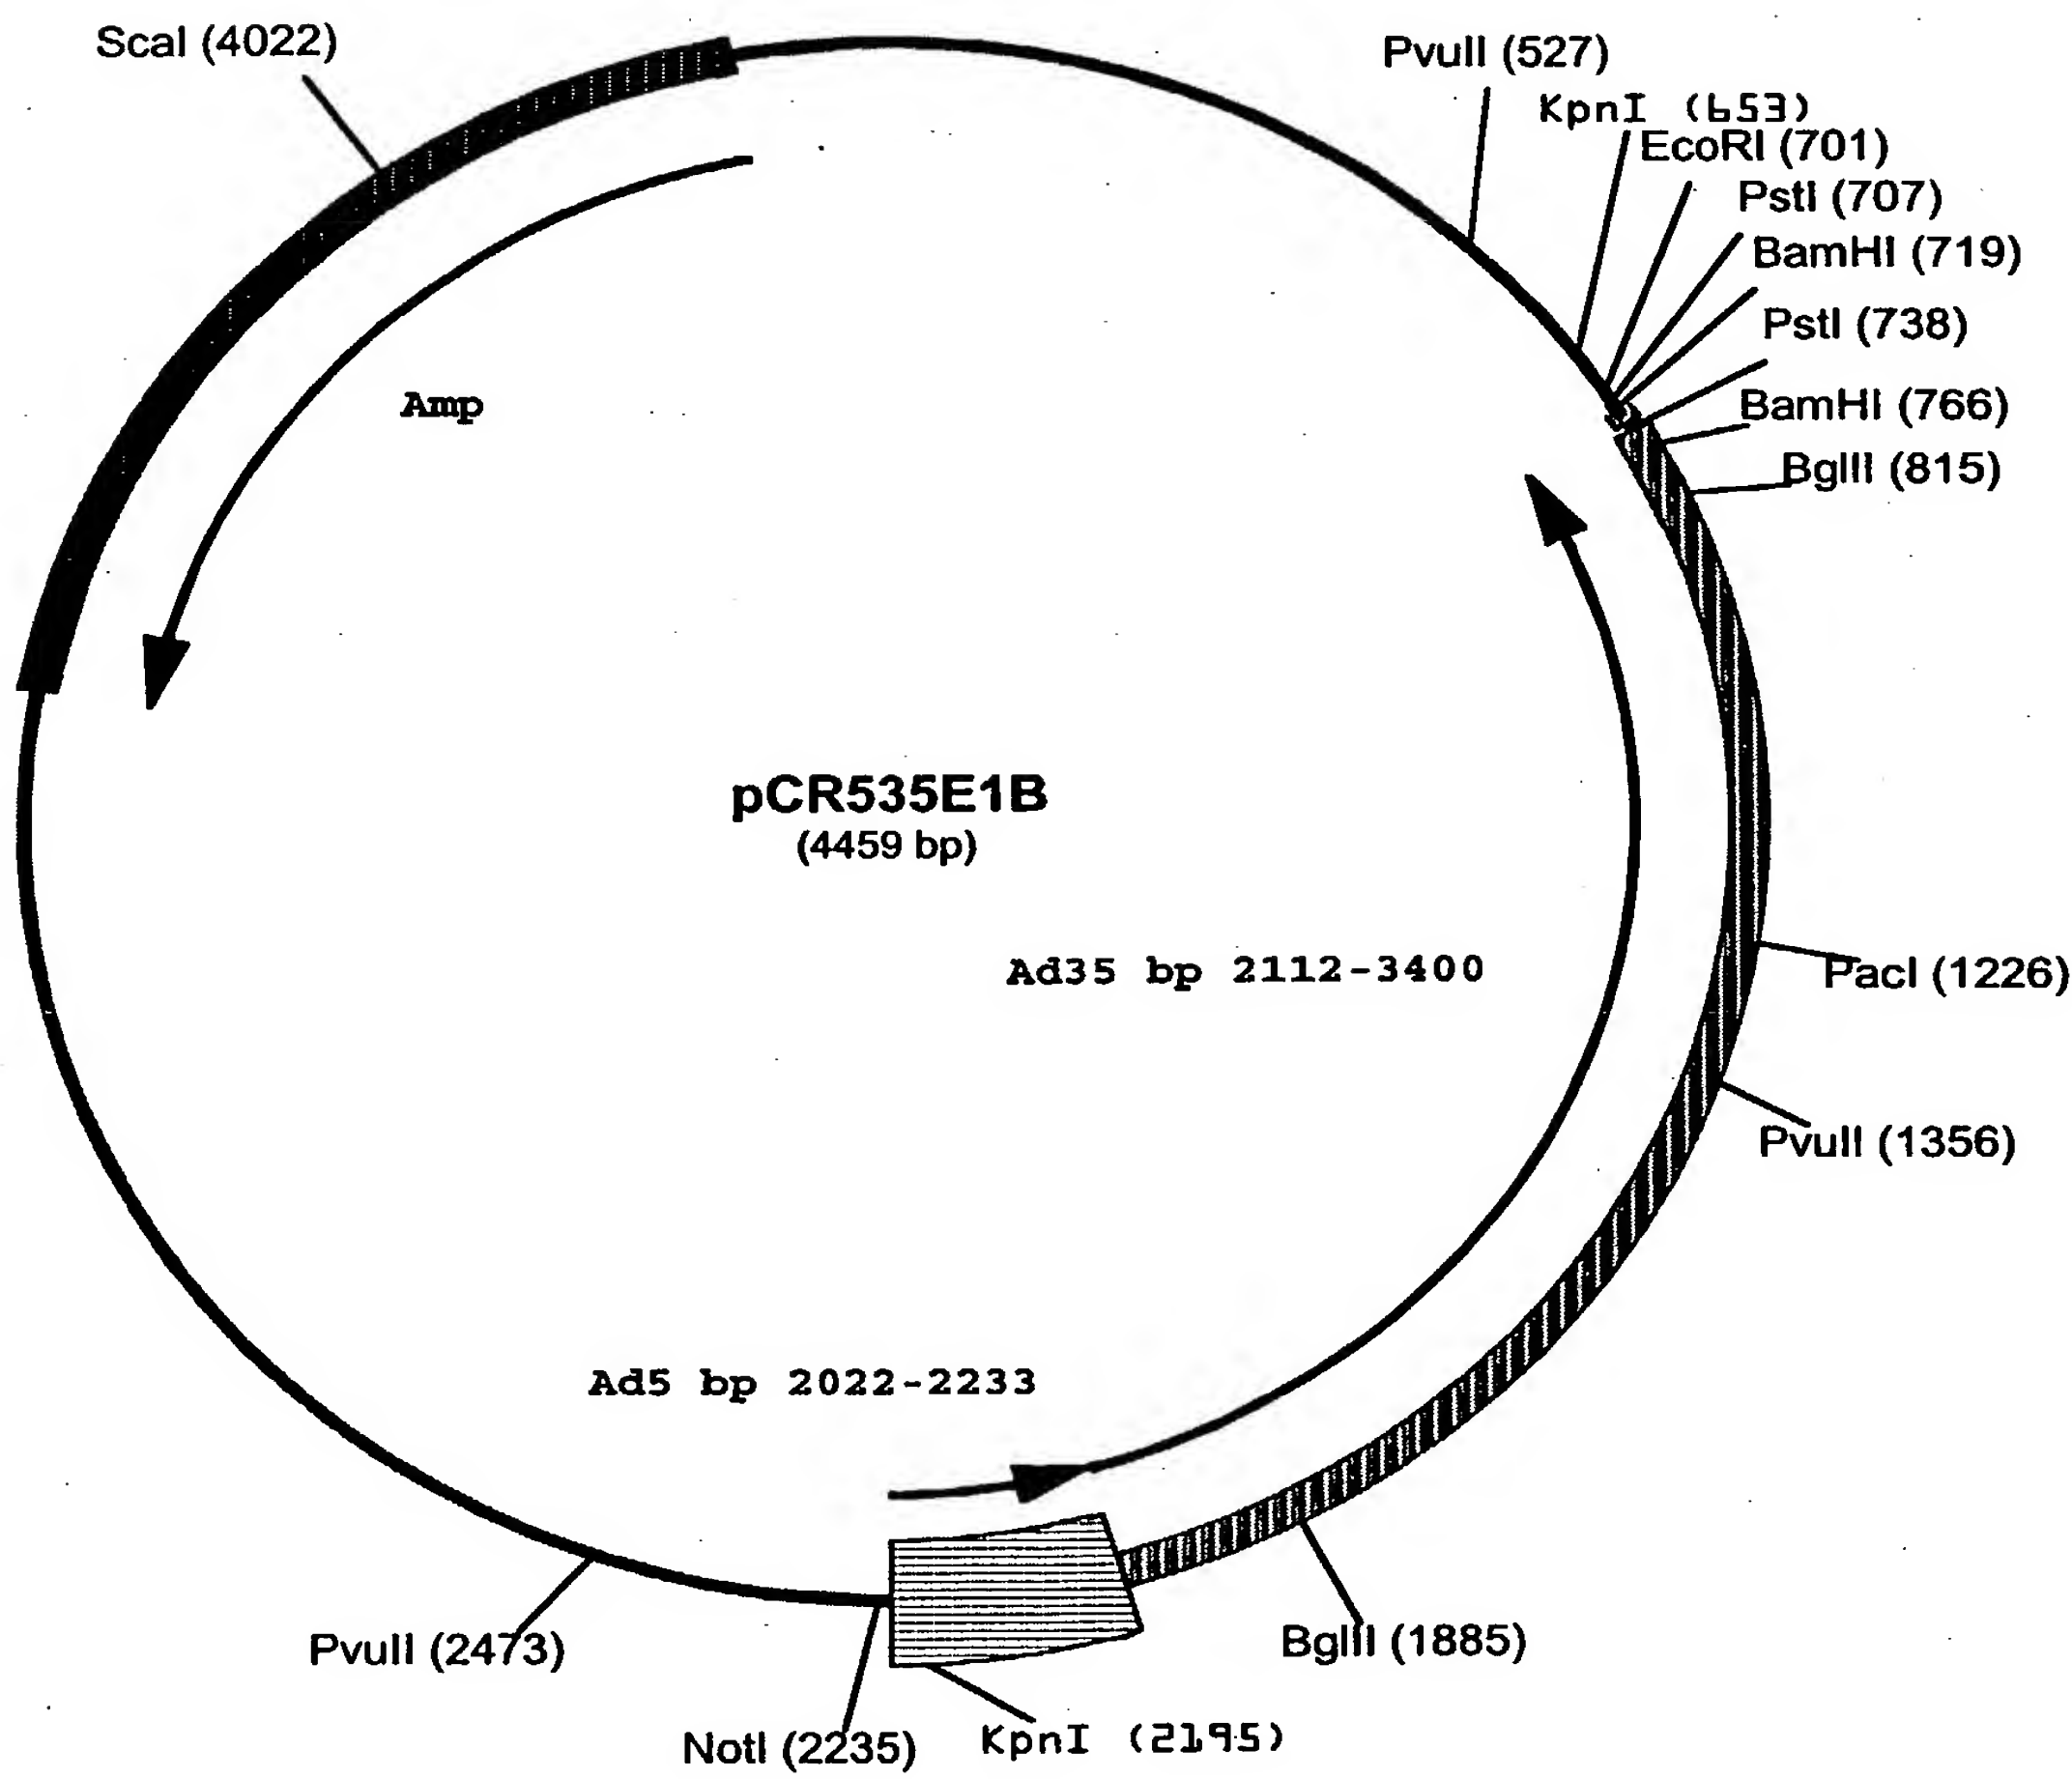 ScaI (4022)
PvuII (527)
KpnI (653)
EcoRI (701)
PstI (707)
BamHI (719)
PstI (738)
BamHI (766)
BglII (815)
Amp
pCR535E1B
(4459 bp)
Ad35 bp 2112-3400
PacI (1226)
PvuII (1356)
Ad5 bp 2022-2233
PvuII (2473)
BglII (1885)
NotI (2235)
KpnI (2195)